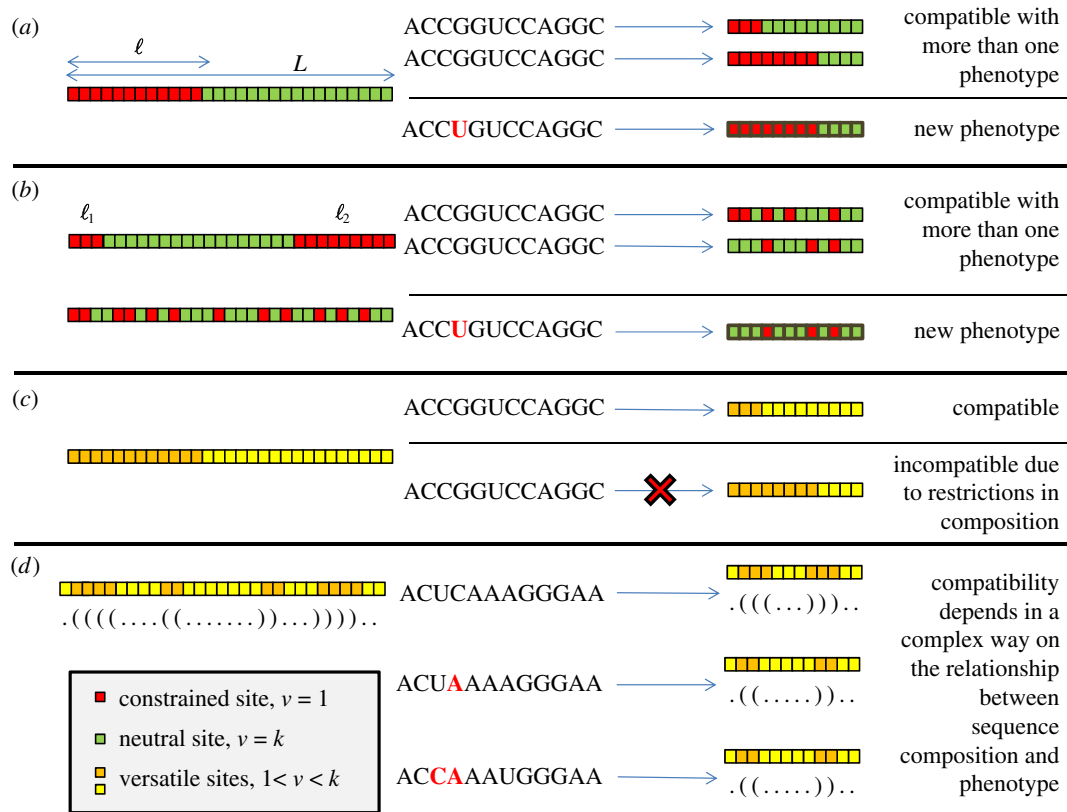 (a)
ℓ
L
ACCGGUCCAGGC
ACCGGUCCAGGC
compatible with
more than one
phenotype
ACCUGUCCAGGC
new phenotype
(b)
ℓ1
ℓ2
ACCGGUCCAGGC
ACCGGUCCAGGC
compatible with
more than one
phenotype
ACCUGUCCAGGC
new phenotype
(c)
ACCGGUCCAGGC
compatible
ACCGGUCCAGGC
incompatible due
to restrictions in
composition
(d)
.((((....((.......))...))))..
ACUCAAAGGGAA
.(((...)))..
ACUAAAAGGGAA
.((.....))..
ACCAAAUGGGAA
.((.....))..
compatibility
depends in a
complex way on
the relationship
between
sequence
composition and
phenotype
constrained site, v = 1
neutral site, v = k
versatile sites, 1< v < k